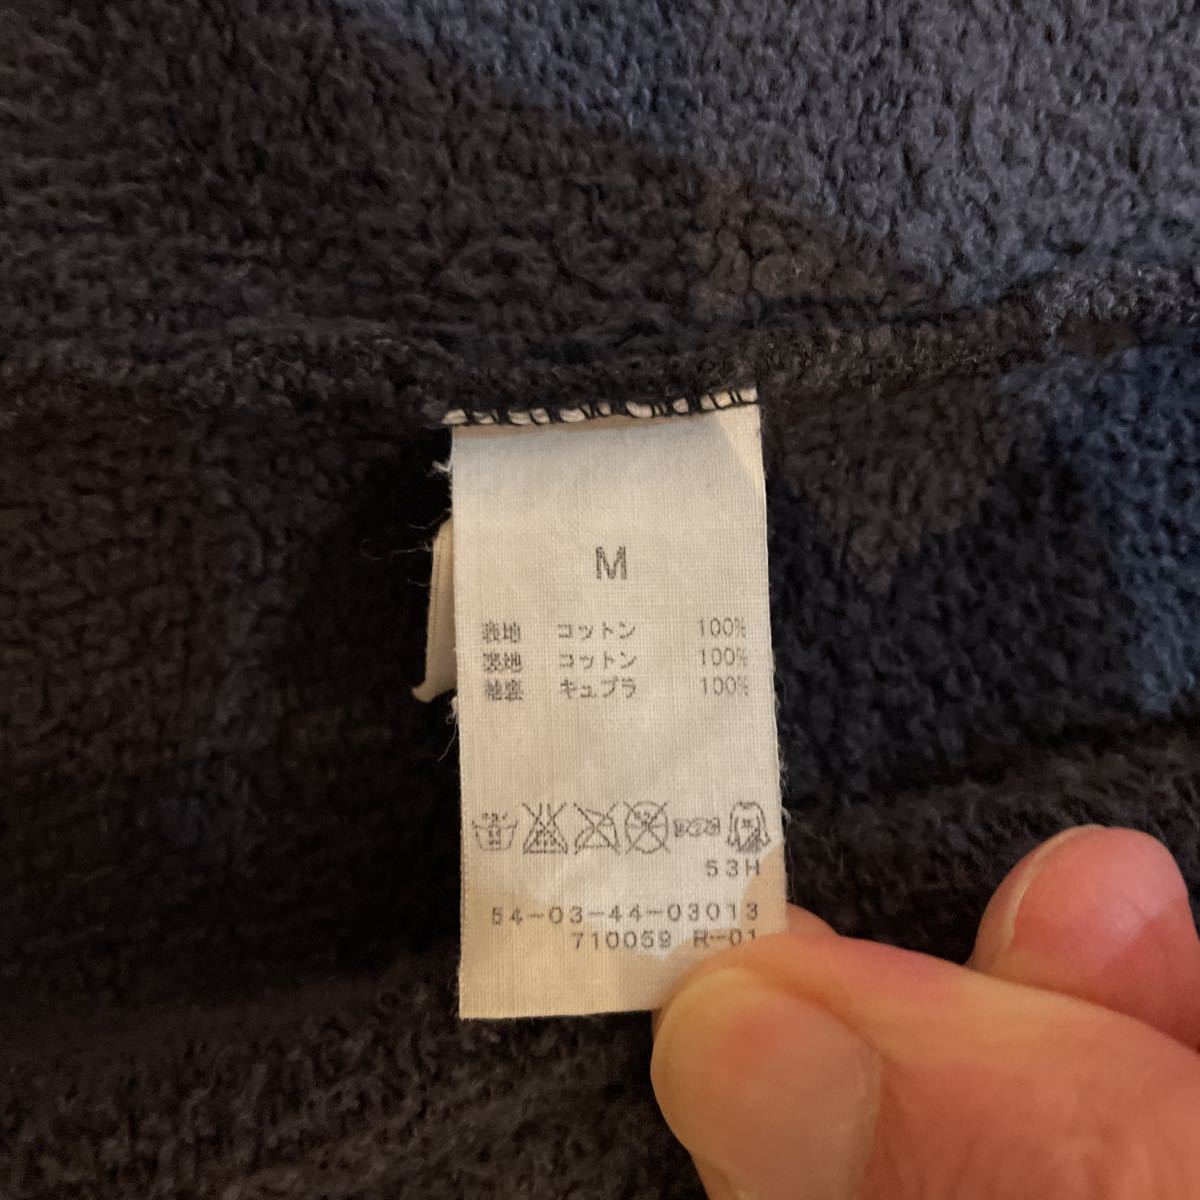 M
表地 コットン 100%
裏地 コットン 100%
袖裏 キュプラ 100%
53H
54-03-44-03013
710059 R-01